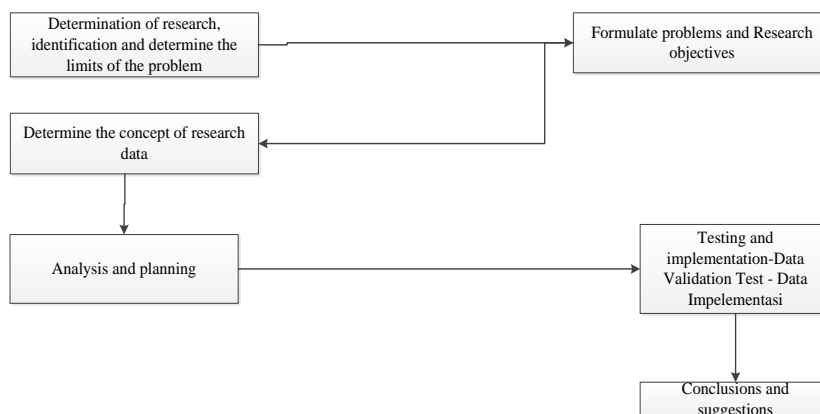 Determination of research,
identification and determine the
limits of the problem
Formulate problems and Research
objectives
Determine the concept of research
data
Analysis and planning
Testing and
implementation-Data
Validation Test - Data
Impelementasi
Conclusions and
suggestions